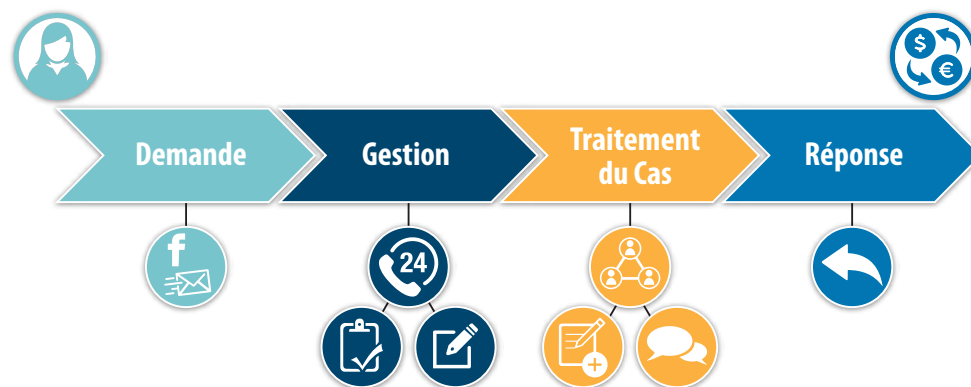 $
€
Demande
Gestion
Traitement
du Cas
Réponse
f
24